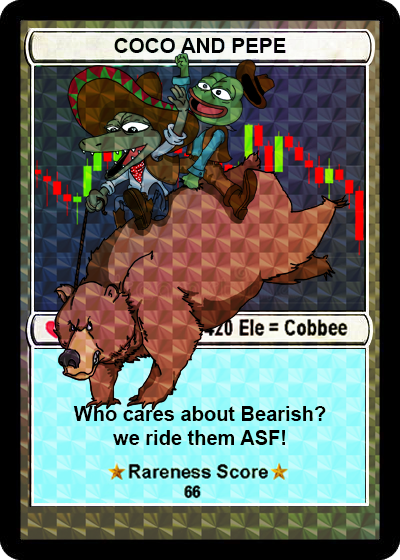 COCO AND PEPE
420 Ele = Cobbee
Who cares about Bearish?
we ride them ASF!
Rareness Score
66